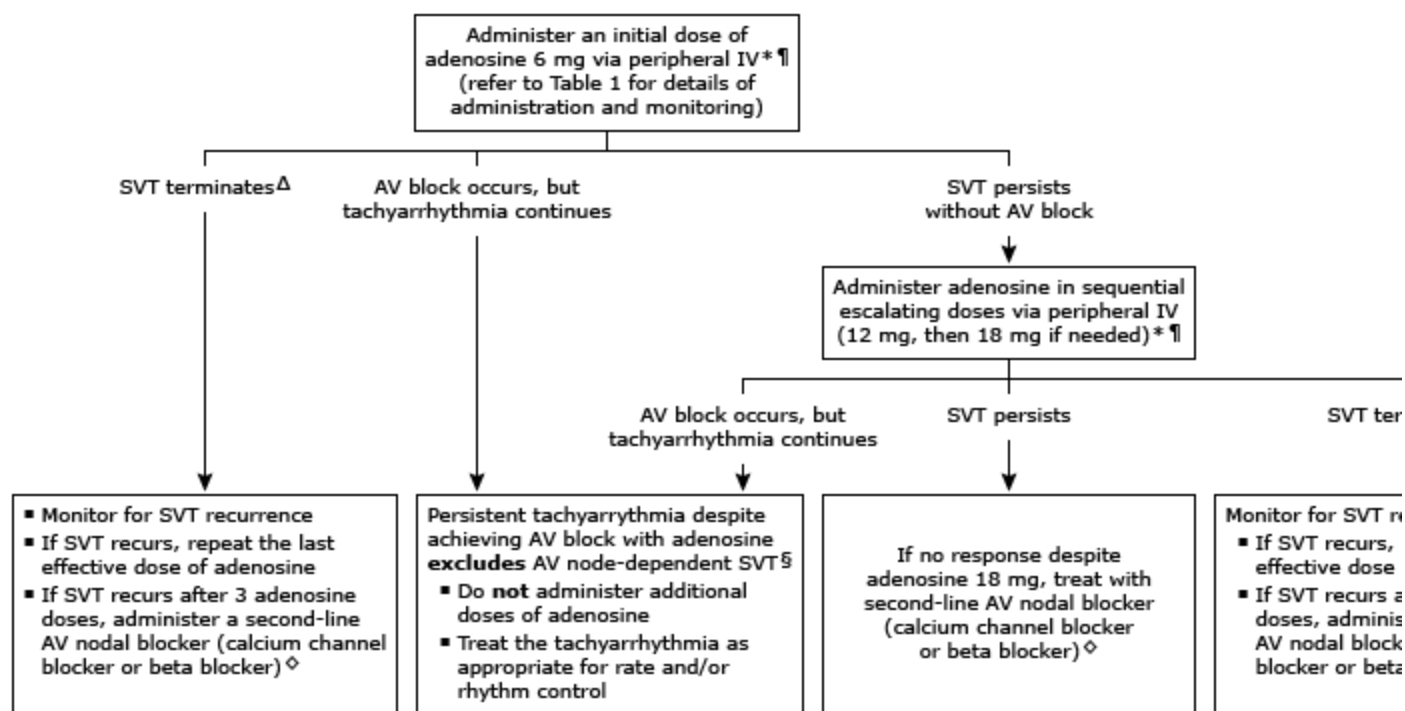 Administer an initial dose of
adenosine 6 mg via peripheral IV*¶
(refer to Table 1 for details of
administration and monitoring)
SVT terminatesΔ
AV block occurs, but
tachyarrhythmia continues
SVT persists
without AV block
Administer adenosine in sequential
escalating doses via peripheral IV
(12 mg, then 18 mg if needed)*¶
AV block occurs, but
tachyarrhythmia continues
SVT persists
SVT
▪ Monitor for SVT recurrence
▪ If SVT recurs, repeat the last
effective dose of adenosine
▪ If SVT recurs after 3 adenosine
doses, administer a second-line
AV nodal blocker (calcium channel
blocker or beta blocker)◇
Persistent tachyarrythmia despite
achieving AV block with adenosine
excludes AV node-dependent SVT§
▪ Do not administer additional
doses of adenosine
▪ Treat the tachyarrhythmia as
appropriate for rate and/or
rhythm control
If no response despite
adenosine 18 mg, treat with
second-line AV nodal blocker
(calcium channel blocker
or beta blocker)◇
Monitor for SVT
▪ If SVT recurs,
effective dose
▪ If SVT recurs
doses,
AV nodal
blocker or